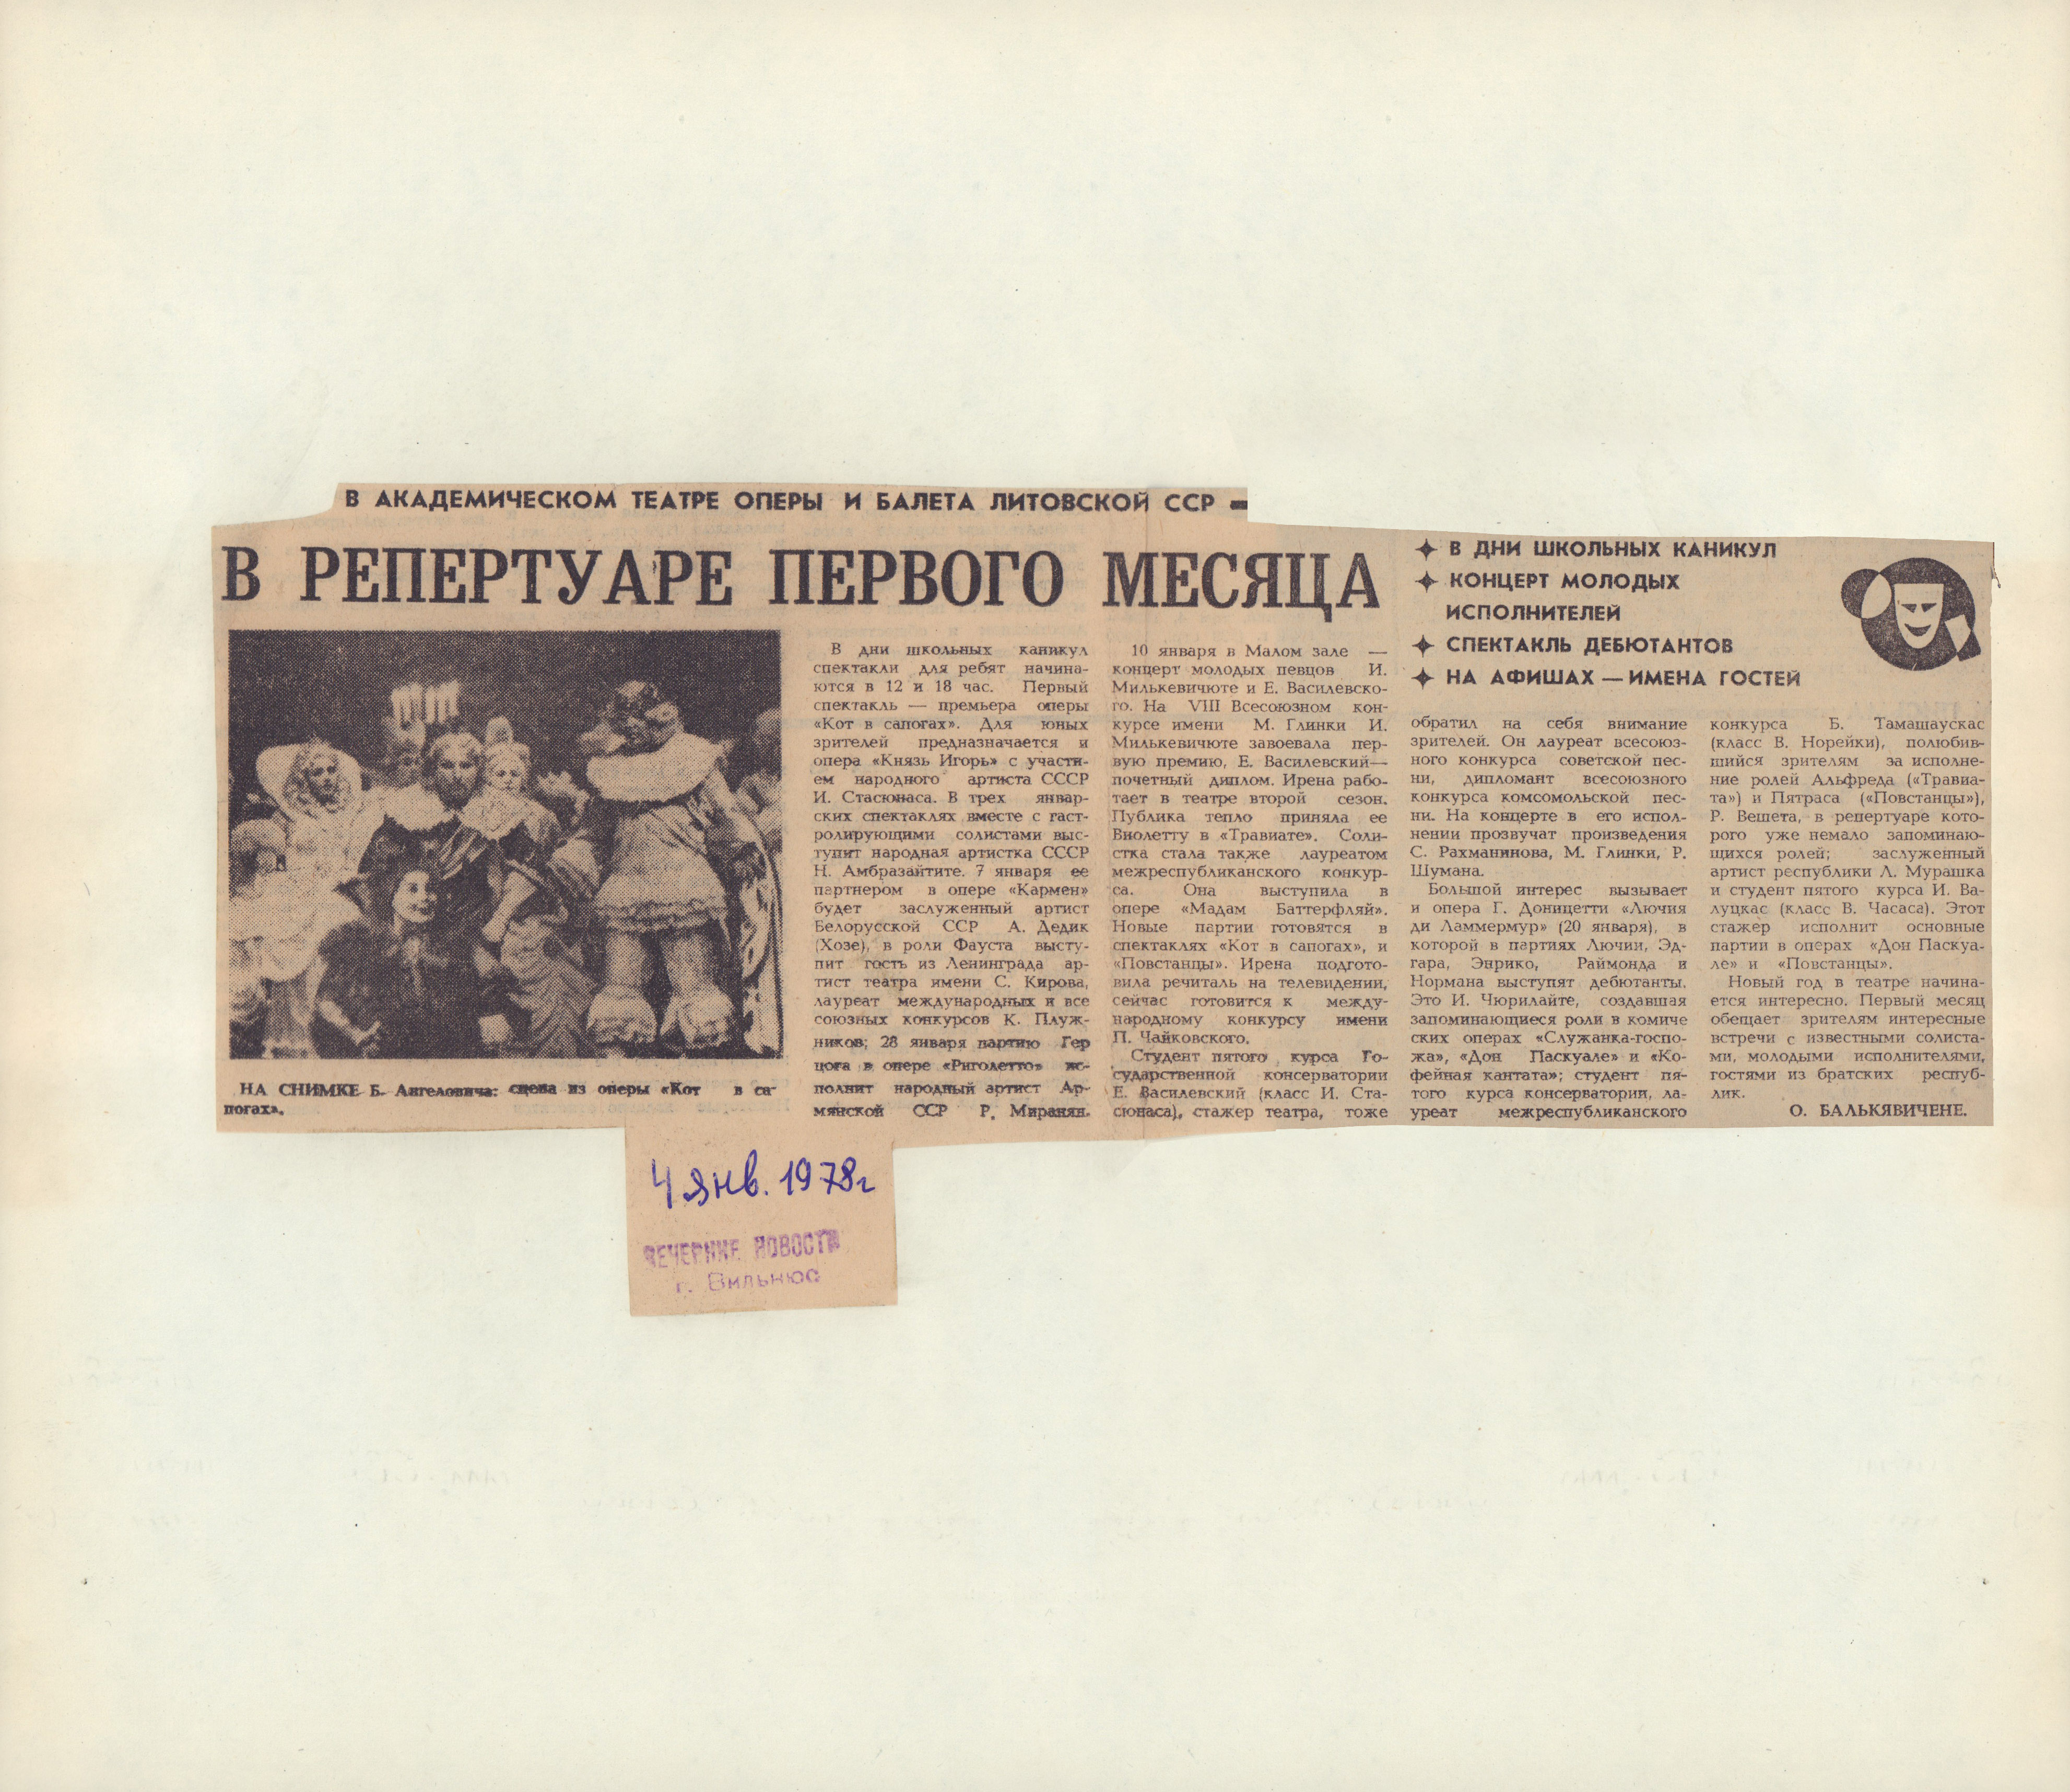 В АКАДЕМИЧЕСКОМ ТЕАТРЕ ОПЕРЫ И БАЛЕТА ЛИТОВСКОЙ ССР —
В РЕПЕРТУАРЕ ПЕРВОГО МЕСЯЦА
В ДНИ ШКОЛЬНЫХ КАНИКУЛ
КОНЦЕРТ МОЛОДЫХ
ИСПОЛНИТЕЛЕЙ
СПЕКТАКЛЬ ДЕБЮТАНТОВ
НА АФИШАХ — ИМЕНА ГОСТЕЙ
НА СНИМКЕ Б. Ангеловича: сцена из оперы «Кот в са-
погах».
В дни школьных каникул
спектакли для ребят начина-
ются в 12 и 18 час. Первый
спектакль — премьера оперы
«Кот в сапогах». Для юных
зрителей предназначается и
опера «Князь Игорь» с участи-
ем народного артиста СССР
И. Стасюнаса. В трех январ-
ских спектаклях вместе с гаст-
ролирующими солистами выс-
тупит народная артистка СССР
Н. Амбразайтите. 7 января ее
партнером в опере «Кармен»
будет заслуженный артист
Белорусской ССР А. Дедик
(Хозе), в роли Фауста высту-
пит гость из Ленинграда ар-
тист театра имени С. Кирова,
лауреат международных и все
союзных конкурсов К. Плуж-
ников; 28 января партию Гер
цога в опере «Риголетто» ис-
полнит народный артист Ар-
мянской ССР Р. Миранян.
10 января в Малом зале —
концерт молодых певцов И.
Милькевичюте и Е. Василевско-
го. На VIII Всесоюзном кон-
курсе имени М. Глинки И.
Милькевичюте завоевала пер-
вую премию, Е. Василевский—
почетный диплом. Ирена рабо-
тает в театре второй сезон.
Публика тепло приняла ее
Виолетту в «Травиате». Соли-
стка стала также лауреатом
межреспубликанского конкур-
са. Она выступила в
опере «Мадам Баттерфляй».
Новые партии готовятся в
спектаклях «Кот в сапогах», и
«Повстанцы». Ирена подгото-
вила речиталь на телевидении,
сейчас готовится к между-
народному конкурсу имени
П. Чайковского.
Студент пятого курса Го-
сударственной консерватории
Е. Василевский (класс И. Ста-
сюнаса), стажер театра, тоже
обратил на себя внимание
зрителей. Он лауреат всесоюз-
ного конкурса советской пес-
ни, дипломант всесоюзного
конкурса комсомольской пес-
ни. На концерте в его испол-
нении прозвучат произведения
С. Рахманинова, М. Глинки, Р.
Шумана.
Большой интерес вызывает
и опера Г. Доницетти «Лючия
ди Ламмермур» (20 января), в
которой в партиях Лючии, Эд-
гара, Энрико, Раймонда и
Нормана выступят дебютанты.
Это И. Чюрилайте, создавшая
запоминающиеся роли в комиче
ских операх «Служанка-госпо-
жа», «Дон Паскуале» и «Ко-
фейная кантата»; студент пя-
того курса консерватории, ла-
уреат межреспубликанского
конкурса Б. Тамашаускас
(класс В. Норейки), полюбив-
шийся зрителям за исполне-
ние ролей Альфреда («Травиа-
та») и Пятраса («Повстанцы»),
Р. Вешета, в репертуаре кото-
рого уже немало запоминаю-
щихся ролей; заслуженный
артист республики Л. Мурашка
и студент пятого курса И. Ва-
луцкас (класс В. Часаса). Этот
стажер исполнит основные
партии в операх «Дон Паскуа-
ле» и «Повстанцы».
Новый год в театре начина-
ется интересно. Первый месяц
обещает зрителям интересные
встречи с известными солиста-
ми, молодыми исполнителями,
гостями из братских респуб-
лик.
О. БАЛЬКЯВИЧЕНЕ.
4 янв. 1978г
ВЕЧЕРНИЕ НОВОСТИ
г. Вильнюс